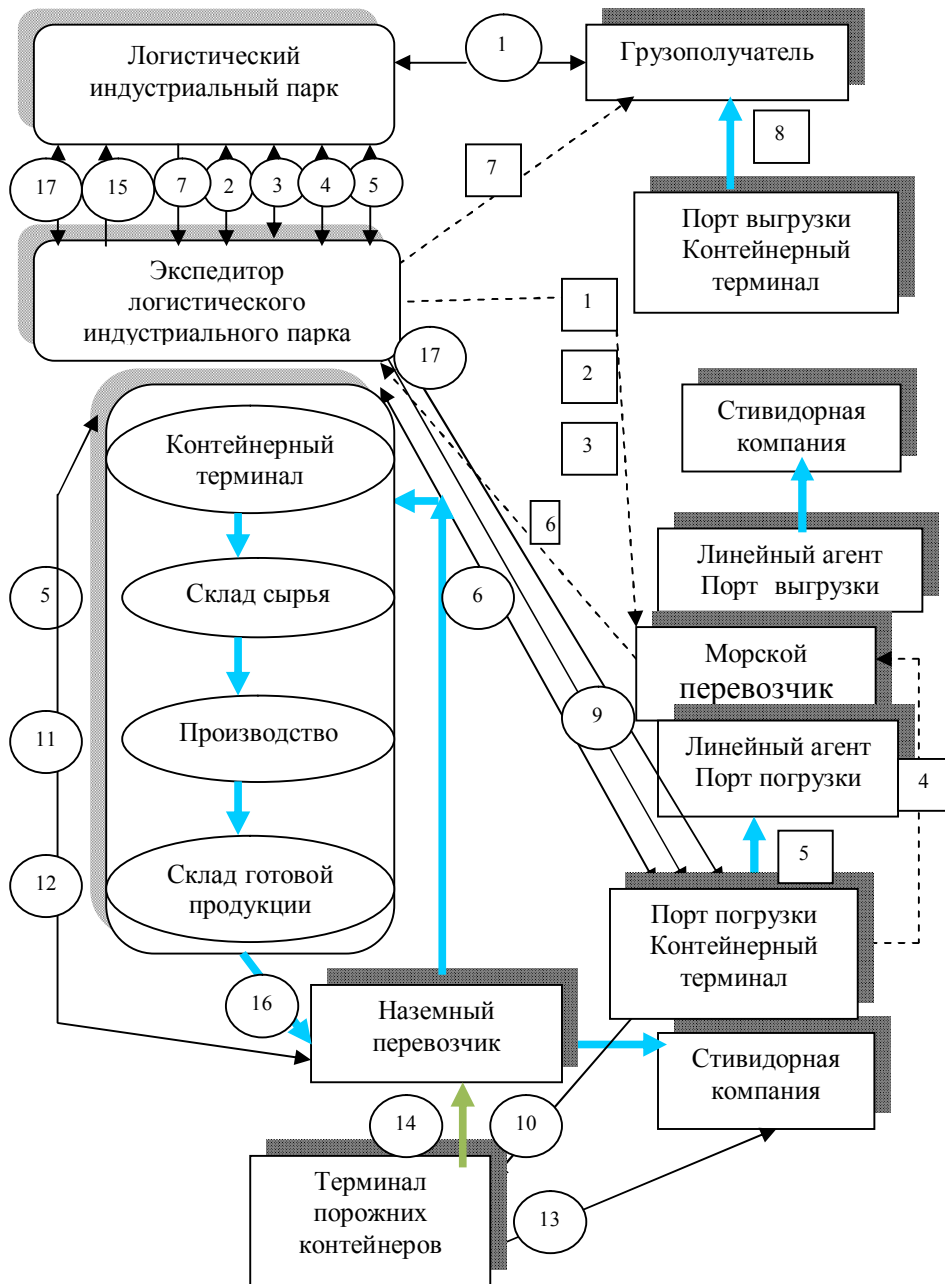 Логистический
индустриальный парк
1
Грузополучатель
8
7
17
15
7
2
3
4
5
Порт выгрузки
Контейнерный
терминал
Экспедитор
логистического
индустриального парка
1
17
2
3
Стивидорная
компания
6
Контейнерный
терминал
Линейный агент
Порт выгрузки
5
Склад сырья
6
Морской
перевозчик
9
11
Производство
Линейный агент
Порт погрузки
4
5
12
Склад готовой
продукции
Порт погрузки
Контейнерный
терминал
16
Наземный
перевозчик
Стивидорная
компания
14
10
Терминал
порожних
контейнеров
13